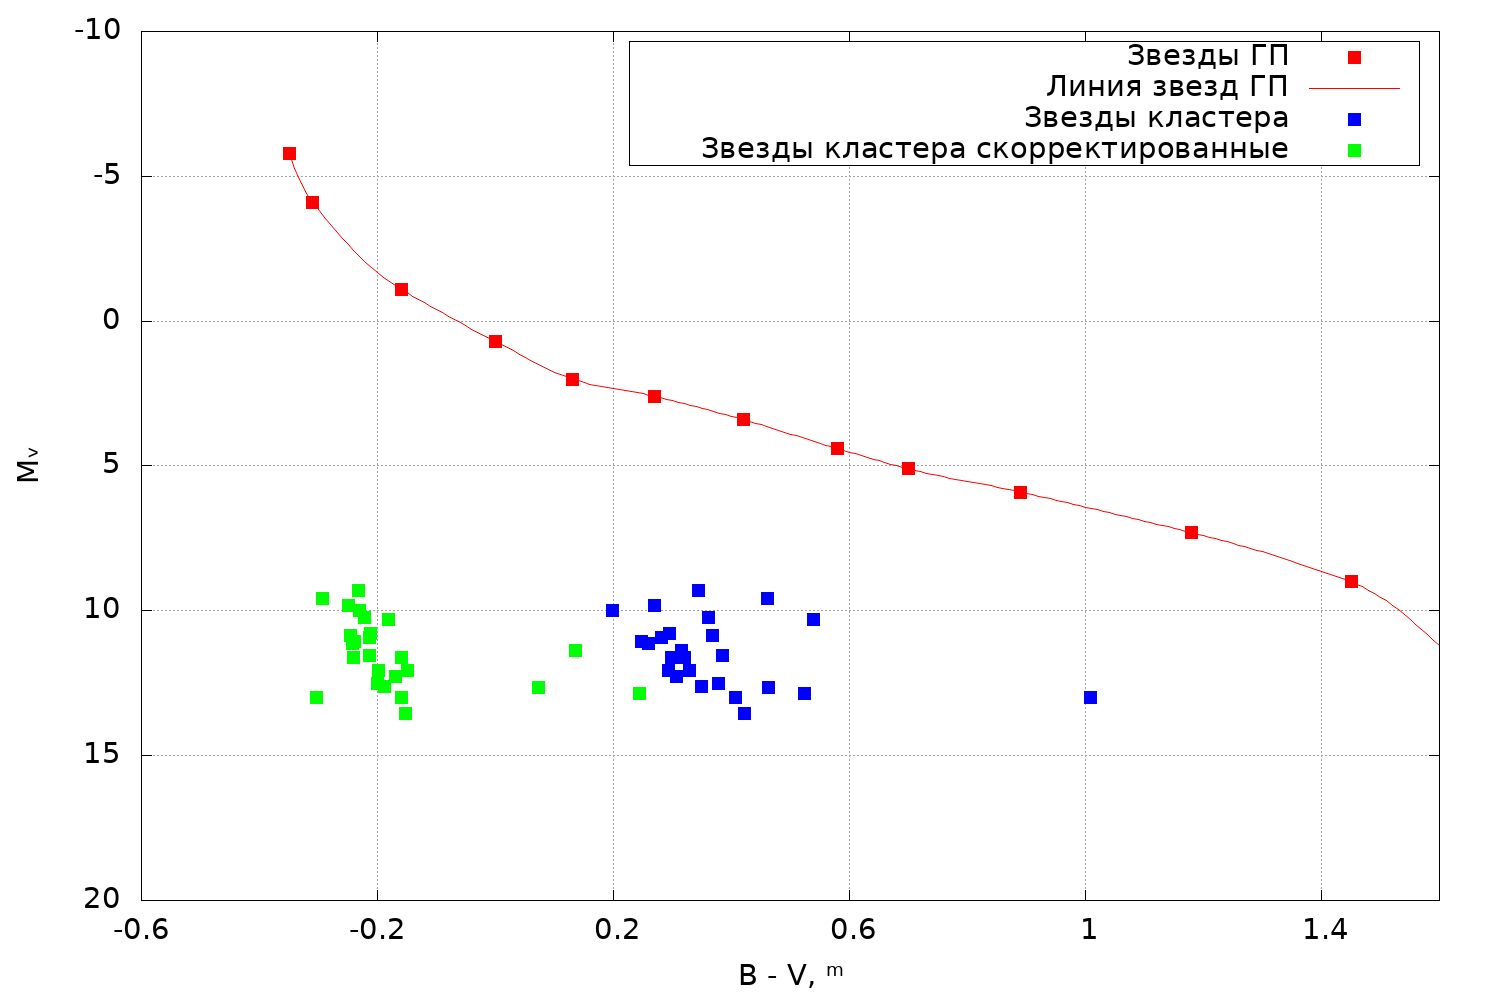 -10
-5
0
5
10
15
20
Mᵥ
Звезды ГП
Линия звезд ГП
Звезды кластера
Звезды кластера скорректированные
-0.6 -0.2 0.2 0.6 1 1.4
B - V, ᵐ